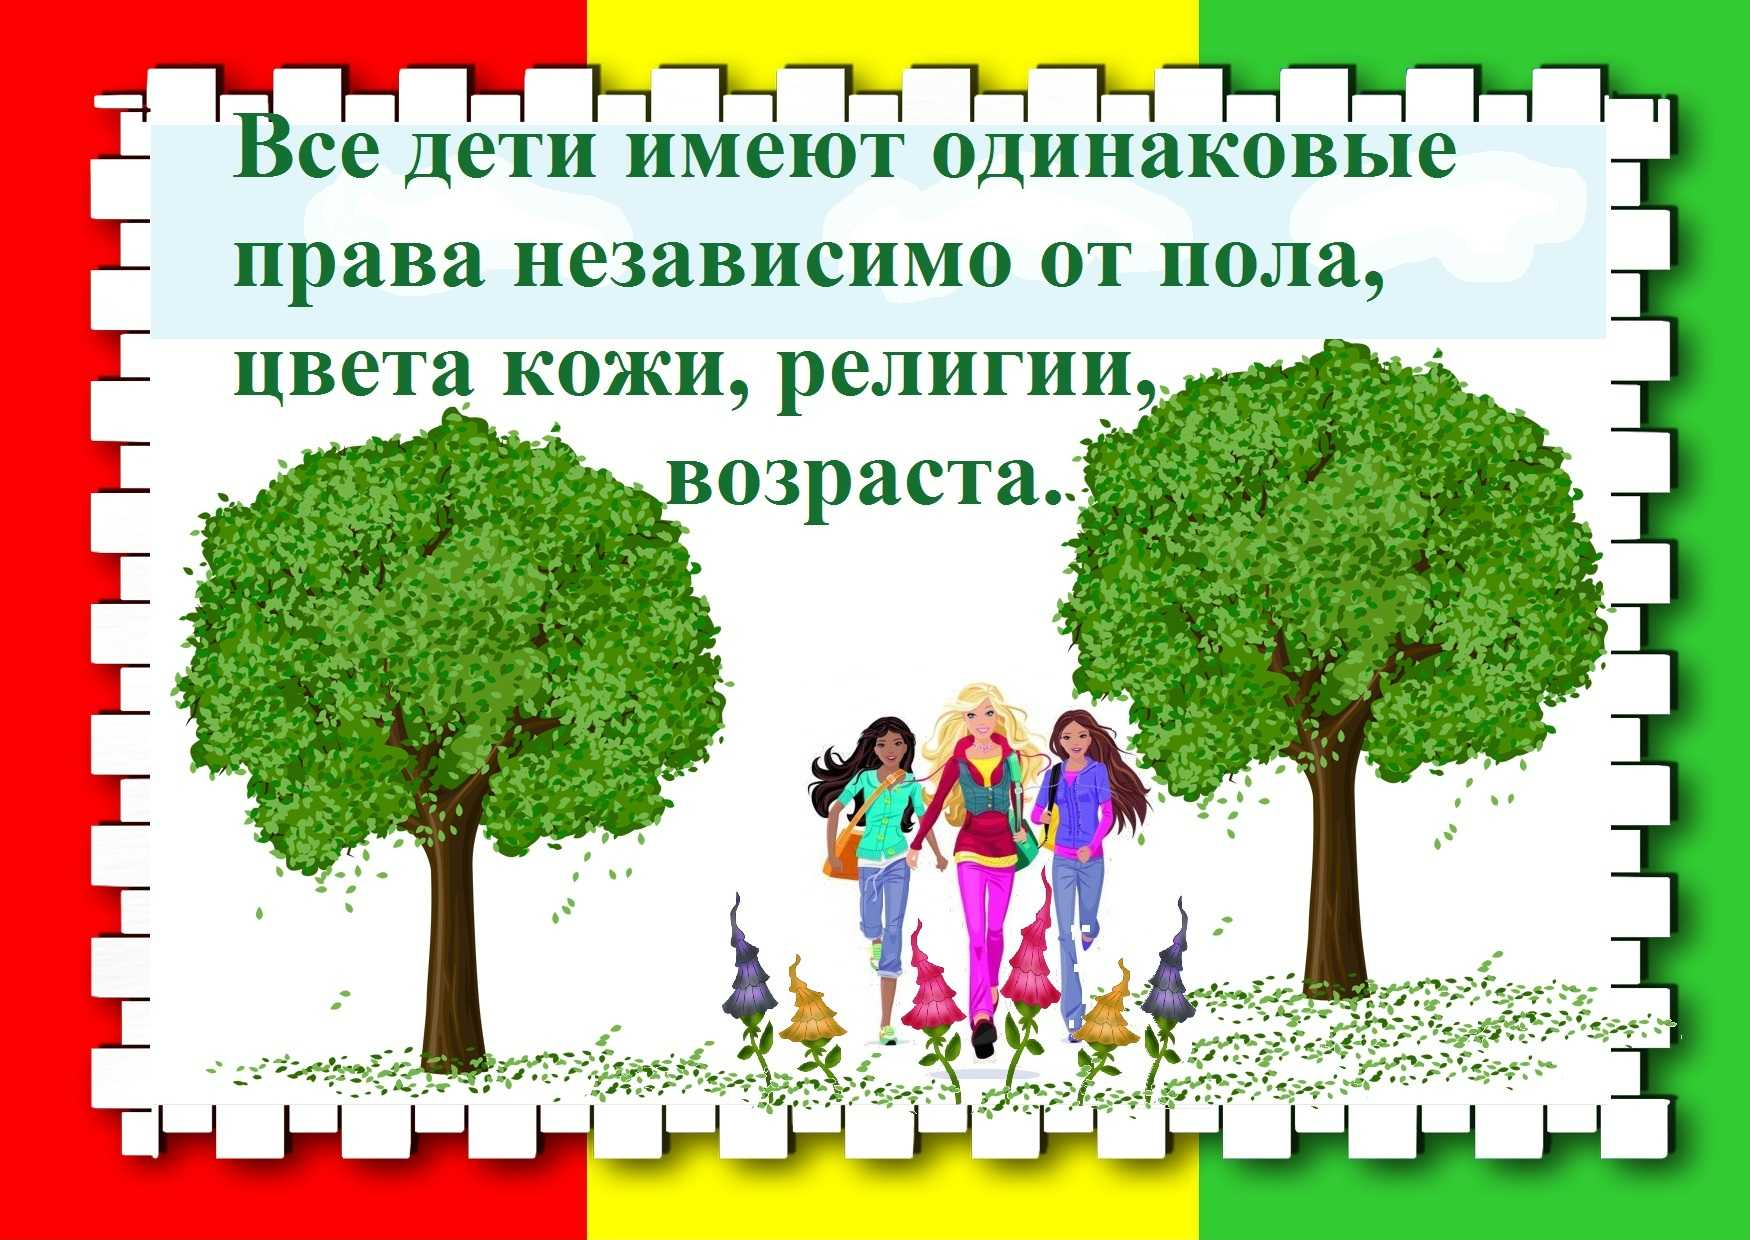 Все дети имеют одинаковые
права независимо от пола,
цвета кожи, религии,
возраста.